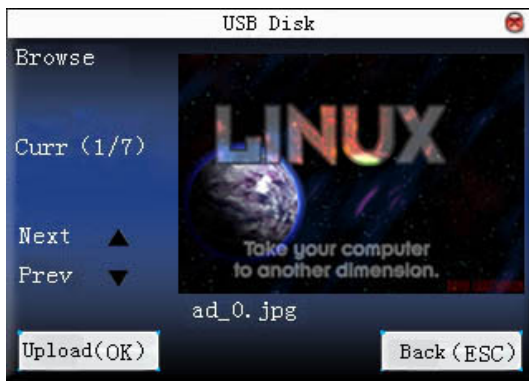 USB Disk
Browse
Curr (1/7)
Next
Prev
LINUX
Take your computer
to another dimension.
ad_0.jpg
Upload(OK)
Back(ESC)